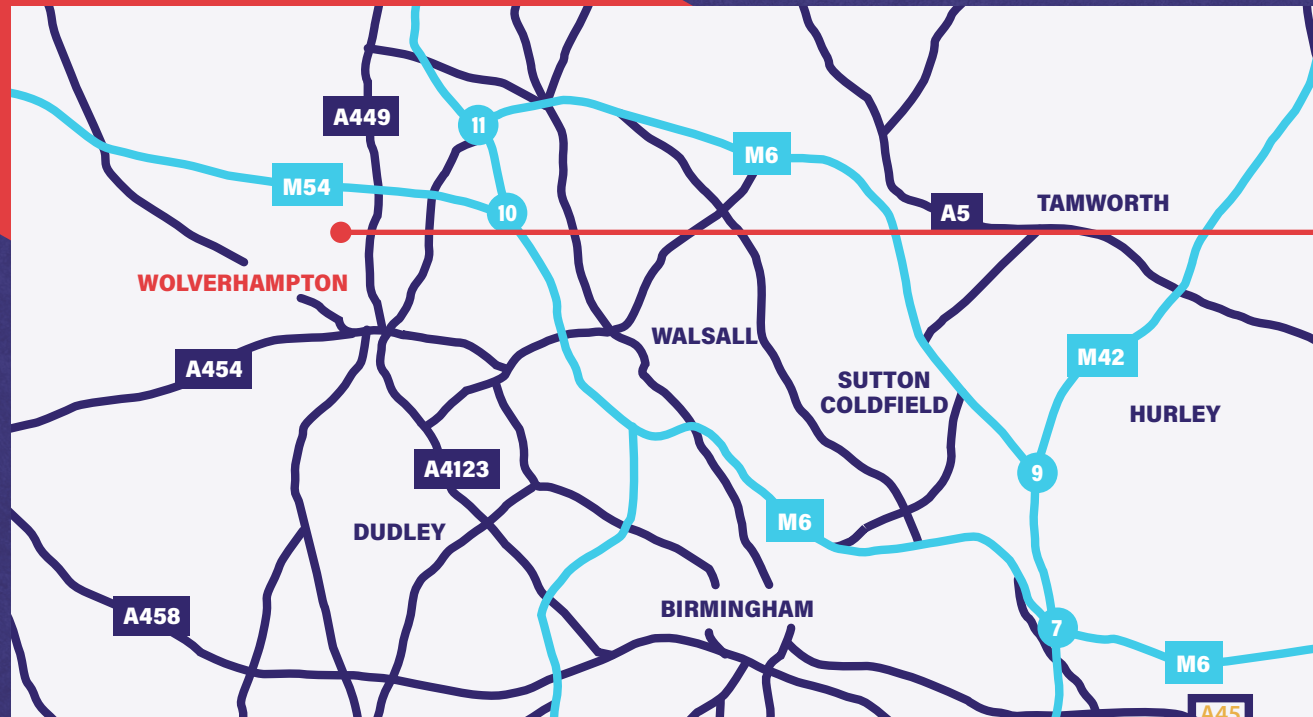 A449
11
M6
M54
10
A5
TAMWORTH
WOLVERHAMPTON
WALSALL
A454
M42
SUTTON
COLDFIELD
HURLEY
A4123
9
M6
DUDLEY
BIRMINGHAM
A458
7
M6
A45